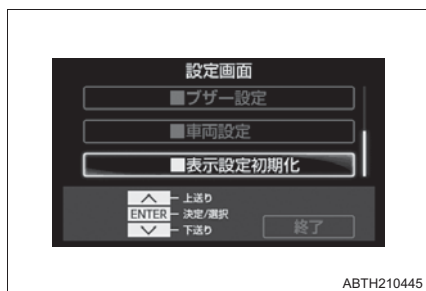 設定画面
■ブザー設定
■車両設定
■表示設定初期化
上送り
ENTER 決定/選択
下送り
終了
ABTH210445